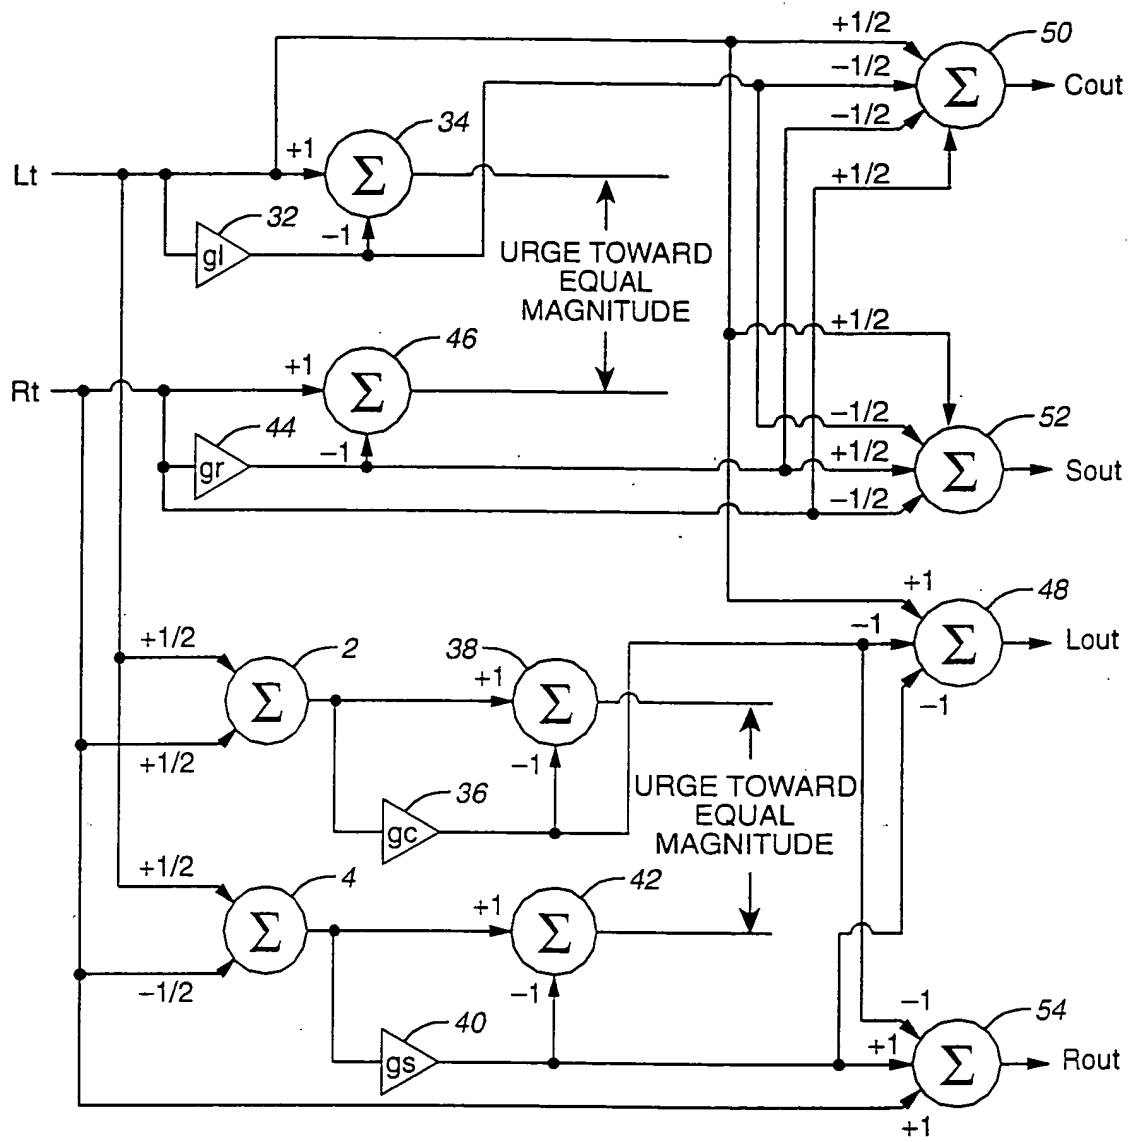 +1/2
50
−1/2
Cout
−1/2
34
+1
Σ
Σ
Lt
+1/2
32
−1
gl
URGE TOWARD
EQUAL
MAGNITUDE
+1/2
46
+1
Σ
Rt
44
−1/2
52
−1
gr
+1/2
Σ
Sout
−1/2
+1
48
+1/2
2
38
−1
Σ
Lout
+1
Σ
Σ
−1
+1/2
−1
36
gc
URGE TOWARD
EQUAL
MAGNITUDE
+1/2
4
42
+1
Σ
Σ
−1/2
−1
−1
54
40
+1
gs
Σ
Rout
+1